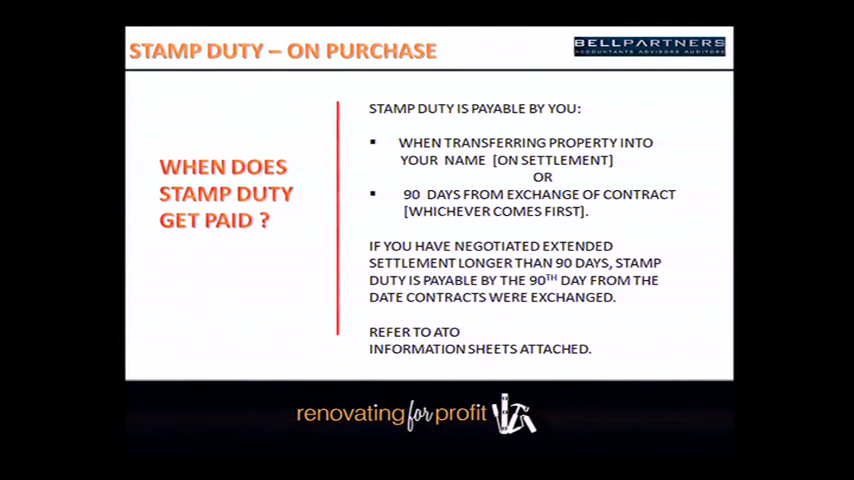 STAMP DUTY – ON PURCHASE
BELLPARTNERS
ACCOUNTANTS ADVISORS AUDITORS
WHEN DOES
STAMP DUTY
GET PAID ?
STAMP DUTY IS PAYABLE BY YOU:
▪ WHEN TRANSFERRING PROPERTY INTO
YOUR NAME [ON SETTLEMENT]
OR
▪ 90 DAYS FROM EXCHANGE OF CONTRACT
[WHICHEVER COMES FIRST].
IF YOU HAVE NEGOTIATED EXTENDED
SETTLEMENT LONGER THAN 90 DAYS, STAMP
DUTY IS PAYABLE BY THE 90TH DAY FROM THE
DATE CONTRACTS WERE EXCHANGED.
REFER TO ATO
INFORMATION SHEETS ATTACHED.
renovating for profit